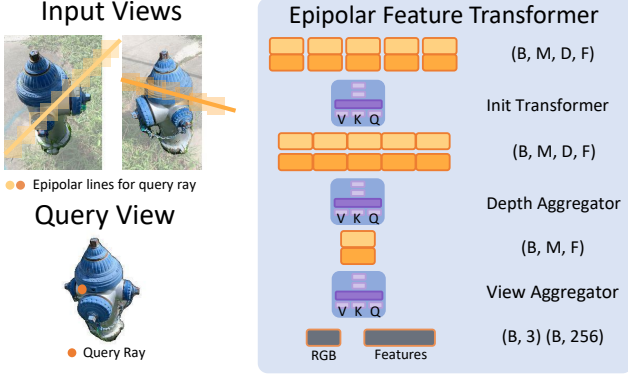 Input Views
Epipolar lines for query ray
Query View
Query Ray
Epipolar Feature Transformer
(B, M, D, F)
V K Q
Init Transformer
(B, M, D, F)
V K Q
Depth Aggregator
(B, M, F)
V K Q
View Aggregator
RGB
Features
(B, 3) (B, 256)